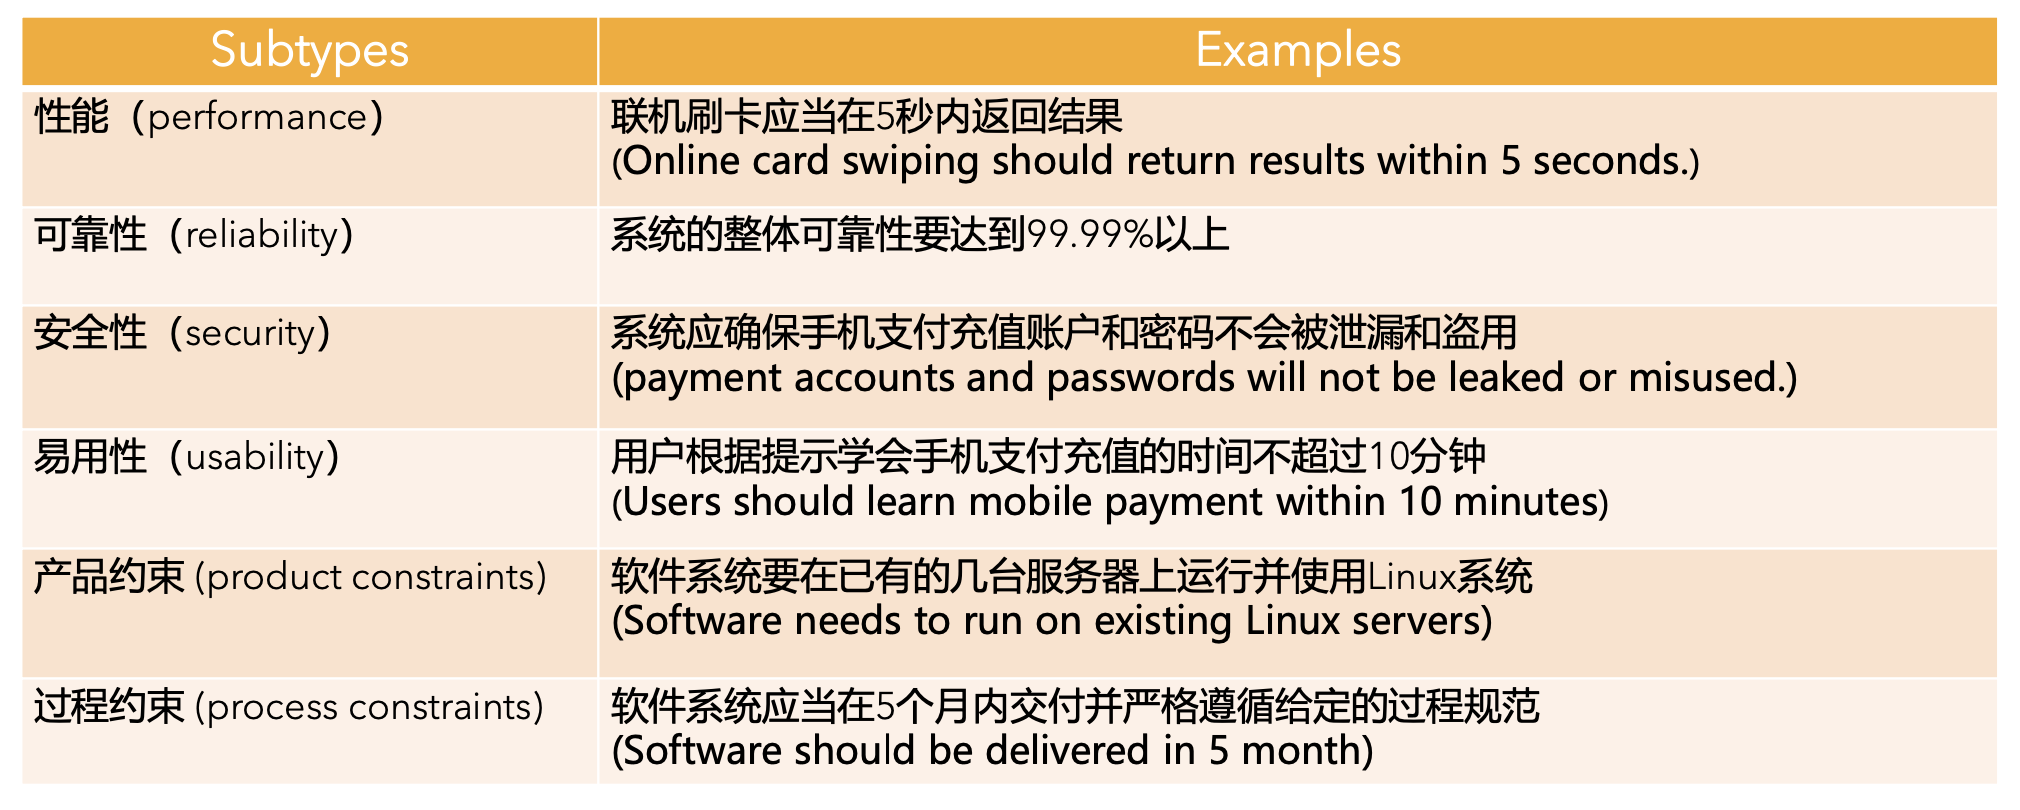 Subtypes
Examples
性能（performance）
联机刷卡应当在5秒内返回结果
(Online card swiping should return results within 5 seconds.)
可靠性（reliability）
系统的整体可靠性要达到99.99%以上
安全性（security）
系统应确保手机支付充值账户和密码不会被泄漏和盗用
(payment accounts and passwords will not be leaked or misused.)
易用性（usability）
用户根据提示学会手机支付充值的时间不超过10分钟
(Users should learn mobile payment within 10 minutes)
产品约束 (product constraints)
软件系统要在已有的几台服务器上运行并使用Linux系统
(Software needs to run on existing Linux servers)
过程约束 (process constraints)
软件系统应当在5个月内交付并严格遵循给定的过程规范
(Software should be delivered in 5 month)